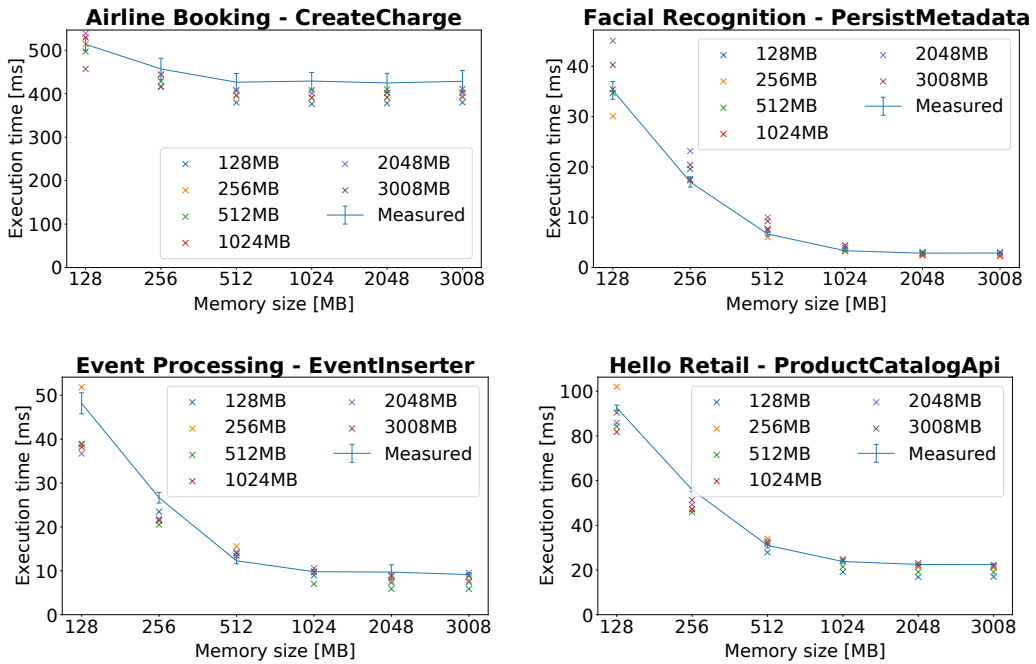 Airline Booking - CreateCharge
Execution time [ms]
500
400
300
200
100
0
128MB
256MB
512MB
1024MB
2048MB
3008MB
Measured
128 256 512 1024 2048 3008
Memory size [MB]
Facial Recognition - PersistMetadata
Execution time [ms]
40
30
20
10
0
128MB
256MB
512MB
1024MB
2048MB
3008MB
Measured
128 256 512 1024 2048 3008
Memory size [MB]
Event Processing - EventInserter
Execution time [ms]
50
40
30
20
10
0
128MB
256MB
512MB
1024MB
2048MB
3008MB
Measured
128 256 512 1024 2048 3008
Memory size [MB]
Hello Retail - ProductCatalogApi
Execution time [ms]
100
80
60
40
20
0
128MB
256MB
512MB
1024MB
2048MB
3008MB
Measured
128 256 512 1024 2048 3008
Memory size [MB]